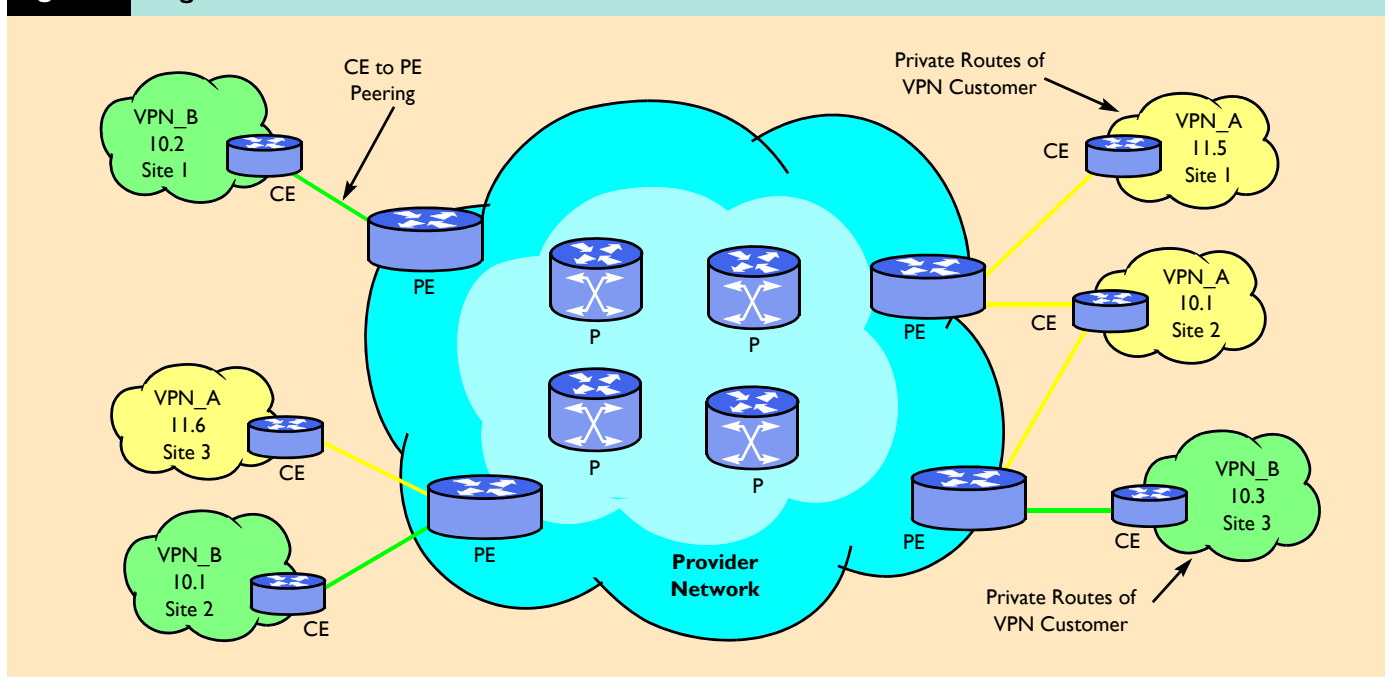 CE to PE
Peering
Private Routes of
VPN Customer
VPN_B
10.2
Site 1
CE
PE
VPN_A
11.5
Site 1
CE
P
P
PE
VPN_A
10.1
Site 2
CE
VPN_A
11.6
Site 3
CE
P
P
VPN_B
10.3
Site 3
CE
PE
VPN_B
10.1
Site 2
CE
PE
Provider
Network
Private Routes of
VPN Customer